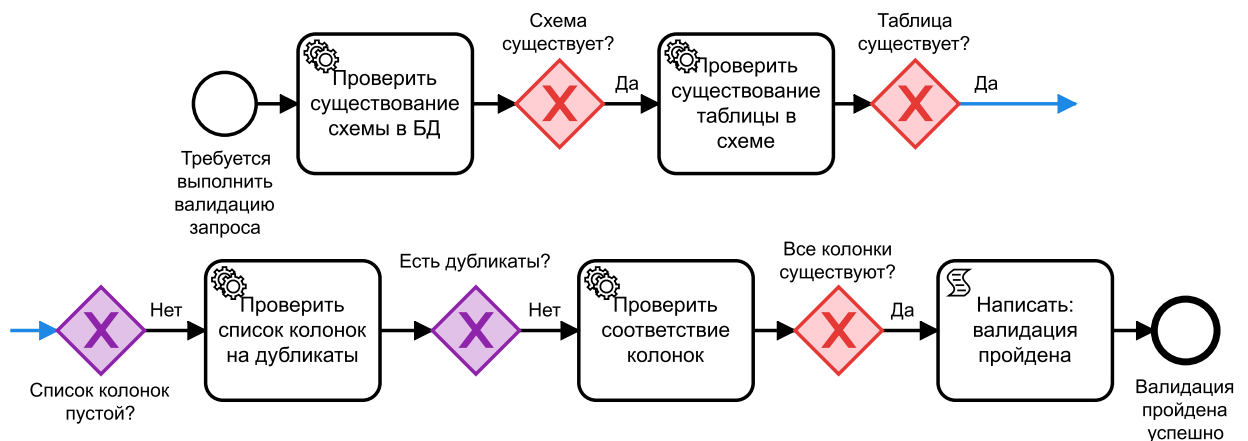 Схема
существует?
Таблица
существует?
Проверить
существование
схемы в БД
Да
Проверить
существование
таблицы в
схеме
Да
Требуется
выполнить
валидацию
запроса
Есть дубликаты?
Все колонки
существуют?
Нет
Проверить
список колонок
на дубликаты
Нет
Проверить
соответствие
колонок
Да
Написать:
валидация
пройдена
Список колонок
пустой?
Валидация
пройдена
успешно